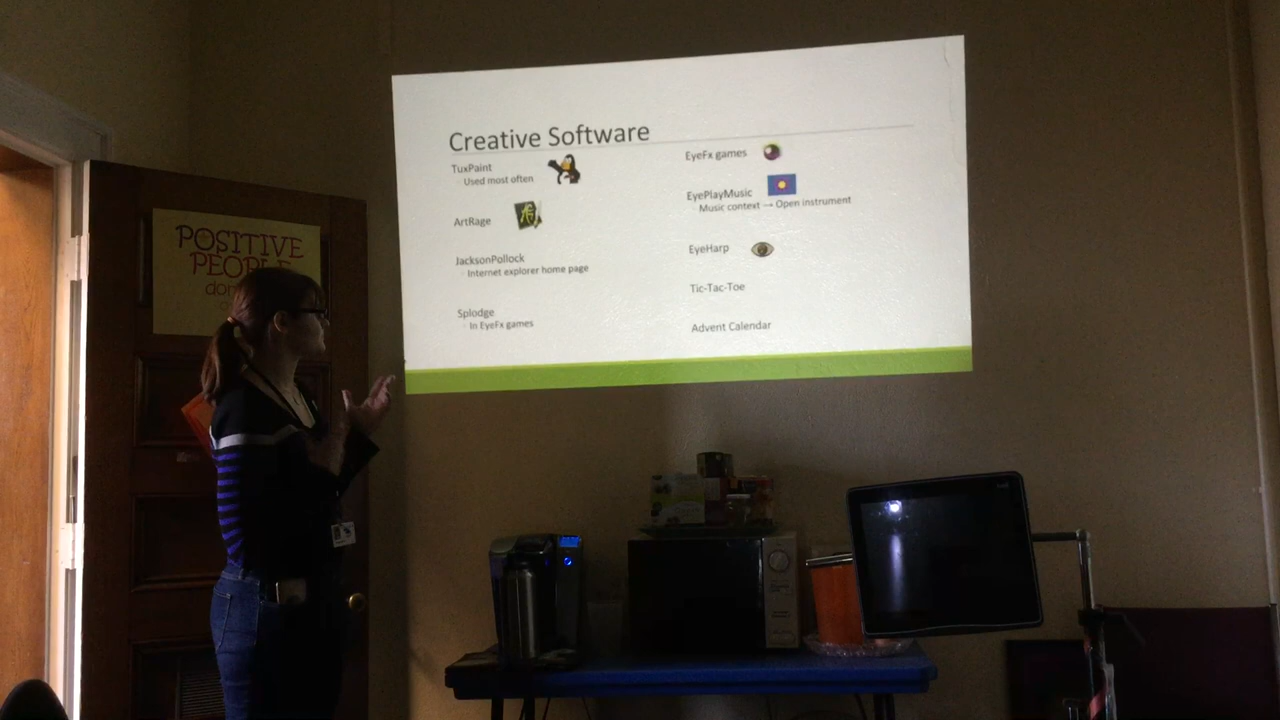 Creative Software
TuxPaint
Used most often
ArtRage
JacksonPollock
Internet explorer home page
Splodge
In EyeFx games
EyeFx games
EyePlayMusic
Music context → Open instrument
EyeHarp
Tic-Tac-Toe
Advent Calendar
POSITIVE
PEOPLE